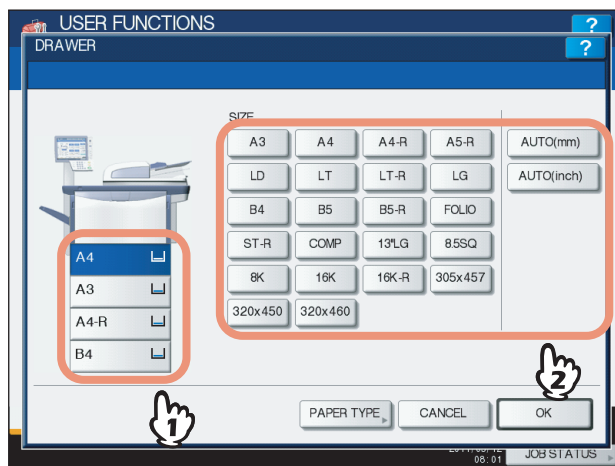 USER FUNCTIONS
?
DRAWER
?
SIZE
A3 A4 A4-R A5-R AUTO(mm)
LD LT LT-R LG AUTO(inch)
B4 B5 B5-R FOLIO
ST-R COMP 13"LG 8.5SQ
8K 16K 16K-R 305x457
320x450 320x460
A4
A3
A4-R
B4
1
2
PAPER TYPE CANCEL OK
08:01 JOB STATUS